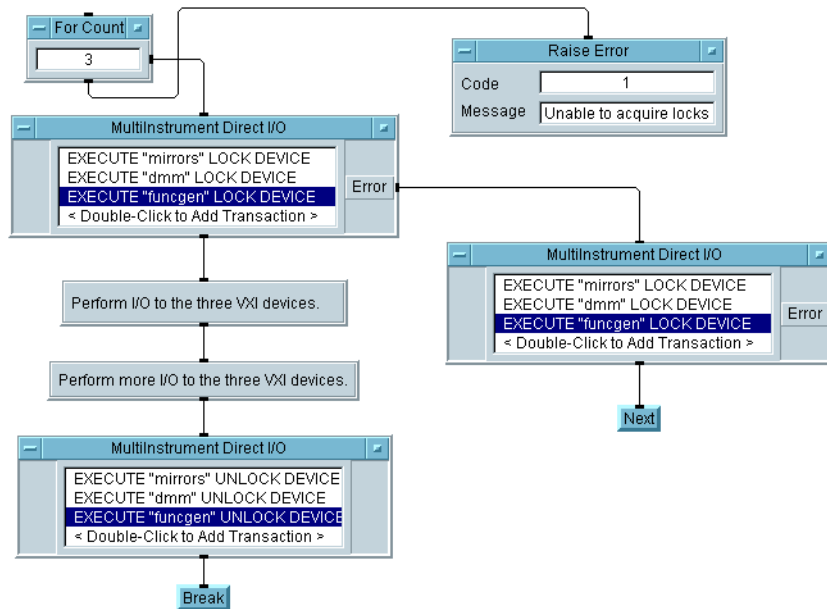 For Count
3
Raise Error
Code
1
Message
Unable to acquire locks
MultiInstrument Direct I/O
EXECUTE "mirrors" LOCK DEVICE
EXECUTE "dmm" LOCK DEVICE
EXECUTE "funcgen" LOCK DEVICE
< Double-Click to Add Transaction >
Error
MultiInstrument Direct I/O
EXECUTE "mirrors" LOCK DEVICE
EXECUTE "dmm" LOCK DEVICE
EXECUTE "funcgen" LOCK DEVICE
< Double-Click to Add Transaction >
Error
Next
Perform I/O to the three VXI devices.
Perform more I/O to the three VXI devices.
MultiInstrument Direct I/O
EXECUTE "mirrors" UNLOCK DEVICE
EXECUTE "dmm" UNLOCK DEVICE
EXECUTE "funcgen" UNLOCK DEVICE
< Double-Click to Add Transaction >
Break